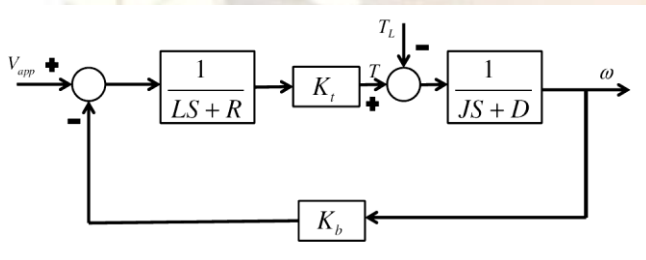 T_L
V_app + - 1 / LS + R K_t T + 1 / JS + D ω
-
K_b